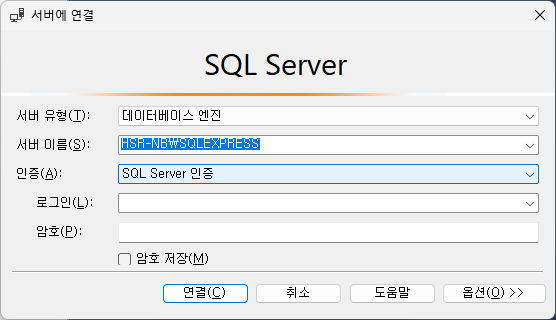 서버에 연결
SQL Server
서버 유형(T): 데이터베이스 엔진
서버 이름(S): HSR-NB₩SQLEXPRESS
인증(A): SQL Server 인증
로그인(L):
암호(P):
암호 저장(M)
연결(C) 취소 도움말 옵션(O) >>